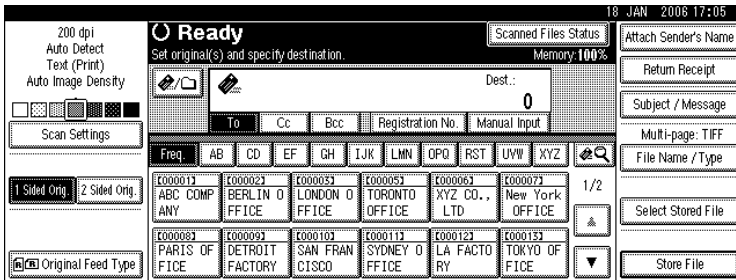 18 JAN 2006 17:05
200 dpi
Auto Detect
Text (Print)
Auto Image Density
Scan Settings
1 Sided Orig. 2 Sided Orig.
Original Feed Type
Ready
Scanned Files Status
Set original(s) and specify destination.
Memory:100%
Dest.:
0
To Cc Bcc Registration No. Manual Input
Freq. AB CD EF GH IJK LMN OPQ RST UVW XYZ
[00001] [00002] [00003] [00005] [00006] [00007]
ABC COMP BERLIN O LONDON O TORONTO XYZ CO., New York
ANY FFICE FFICE OFFICE LTD OFFICE
1/2
[00008] [00009] [00010] [00011] [00012] [00013]
PARIS OF DETROIT SAN FRAN SYDNEY O LA FACTO TOKYO OF
FICE FACTORY CISCO FFICE RY FICE
Attach Sender's Name
Return Receipt
Subject / Message
Multi-page: TIFF
File Name / Type
Select Stored File
Store File